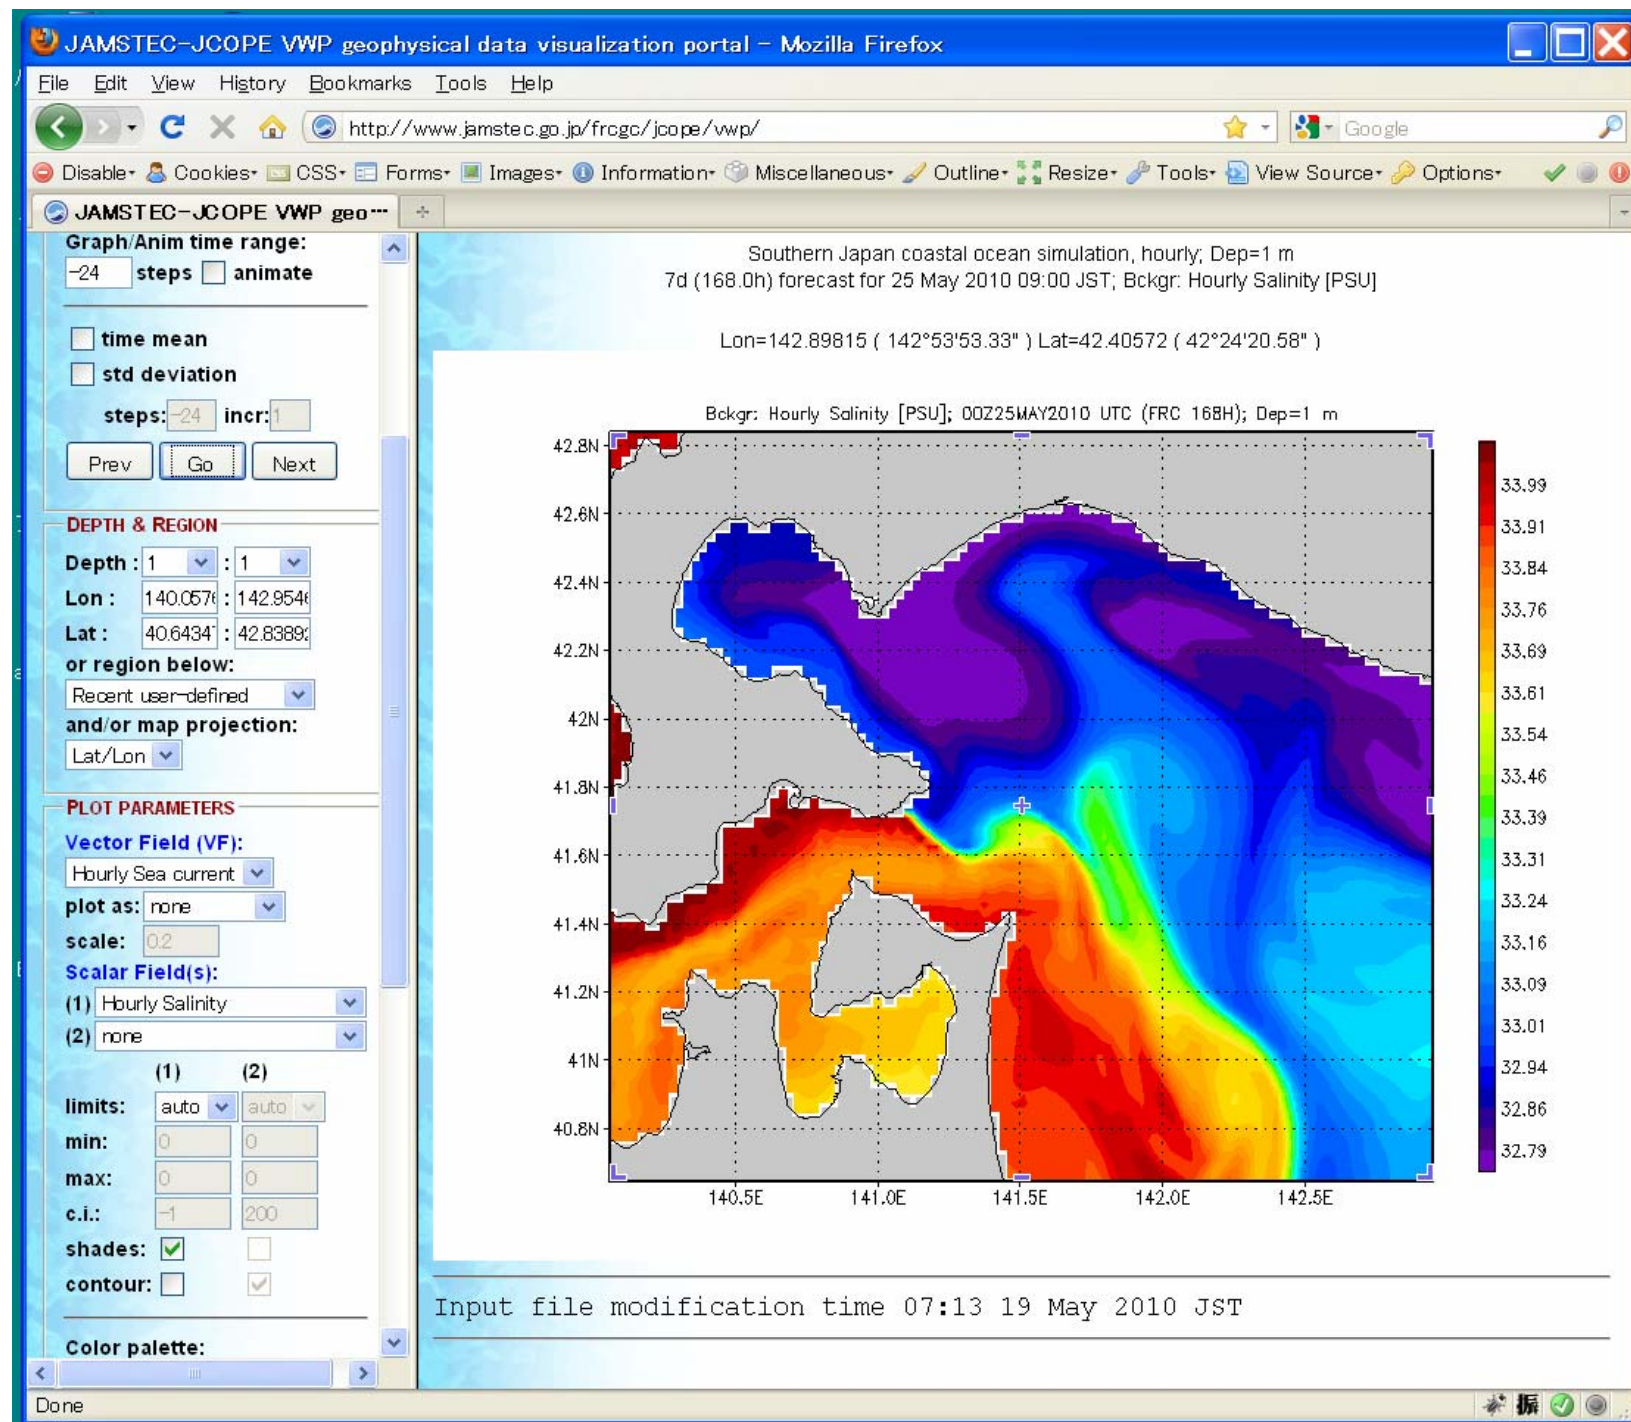 JAMSTEC-JCOPE VWP geophysical data visualization portal - Mozilla Firefox
File Edit View History Bookmarks Tools Help
http://www.jamstec.go.jp/frcgc/jcope/vwp/
Google
Disable Cookies CSS Forms Images Information Miscellaneous Outline Resize Tools View Source Options
JAMSTEC-JCOPE VWP geo...
Graph/Anim time range:
-24 steps animate
time mean
std deviation
steps: -24 incr: 1
Prev Go Next
DEPTH & REGION
Depth : 1 : 1
Lon : 140.057 : 142.954
Lat : 40.6434 : 42.8389
or region below:
Recent user-defined
and/or map projection:
Lat/Lon
PLOT PARAMETERS
Vector Field (VF):
Hourly Sea current
plot as: none
scale: 0.2
Scalar Field(s):
(1) Hourly Salinity
(2) none
(1) (2)
limits: auto auto
min: 0 0
max: 0 0
c.i.: -1 200
shades:
contour:
Color palette:
Southern Japan coastal ocean simulation, hourly; Dep=1 m
7d (168.0h) forecast for 25 May 2010 09:00 JST; Bckgr: Hourly Salinity [PSU]
Lon=142.89815 ( 142°53'53.33" ) Lat=42.40572 ( 42°24'20.58" )
Bckgr: Hourly Salinity [PSU]; 00Z25MAY2010 UTC (FRC 168H); Dep=1 m
42.8N
42.6N
42.4N
42.2N
42N
41.8N
41.6N
41.4N
41.2N
41N
40.8N
140.5E 141.0E 141.5E 142.0E 142.5E
33.99
33.91
33.84
33.76
33.69
33.61
33.54
33.46
33.39
33.31
33.24
33.16
33.09
33.01
32.94
32.86
32.79
Input file modification time 07:13 19 May 2010 JST
Done
振